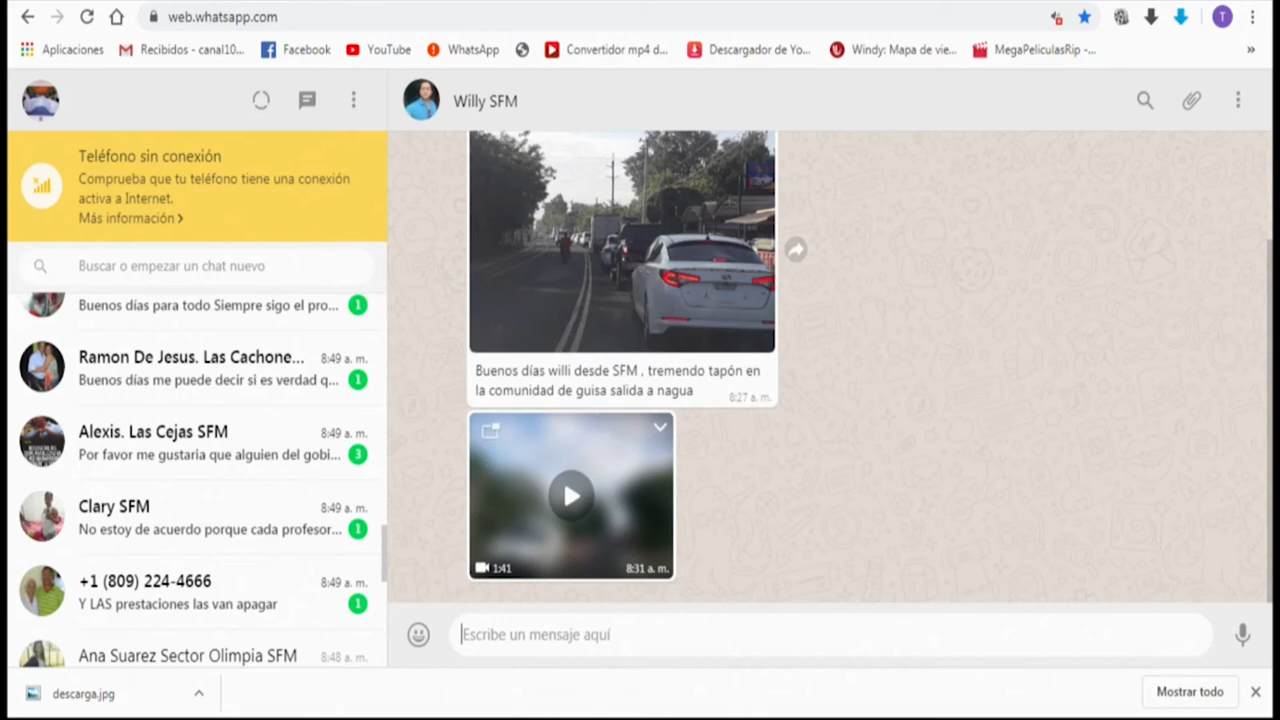 web.whatsapp.com
T
Aplicaciones
Recibidos - canal10...
Facebook
YouTube
WhatsApp
Convertidor mp4 d...
Descargador de Yo...
Windy: Mapa de vie...
MegaPeliculasRip -...
»
Willy SFM
Teléfono sin conexión
Comprueba que tu teléfono tiene una conexión
activa a Internet.
Más información
Buscar o empezar un chat nuevo
Buenos días para todo Siempre sigo el pro... 1
Ramon De Jesus. Las Cachone... 8:49 a. m.
Buenos días me puede decir si es verdad q... 1
Alexis. Las Cejas SFM 8:49 a. m.
Por favor me gustaria que alguien del gobi... 3
Clary SFM 8:49 a. m.
No estoy de acuerdo porque cada profesor... 1
+1 (809) 224-4666 8:49 a. m.
Y LAS prestaciones las van apagar 1
Ana Suarez Sector Olimpia SFM 8:48 a. m.
Buenos días willi desde SFM , tremendo tapón en
la comunidad de guisa salida a nagua
8:27 a. m.
1:41 8:31 a. m.
Escribe un mensaje aquí
descarga.jpg
Mostrar todo